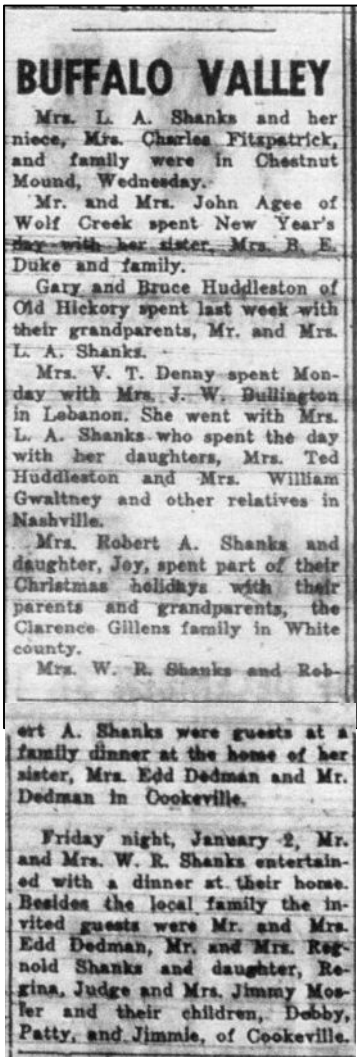 BUFFALO VALLEY
Mrs. L. A. Shanks and her
niece, Mrs. Charles Fitzpatrick,
and family were in Chestnut
Mound, Wednesday.
Mr. and Mrs. John Agee of
Wolf Creek spent New Year's
day with her sister, Mrs. B. E.
Duke and family.
Gary and Bruce Huddleston of
Old Hickory spent last week with
their grandparents, Mr. and Mrs.
L. A. Shanks.
Mrs. V. T. Denny spent Mon-
day with Mrs. J. W. Bullington
in Lebanon. She went with Mrs.
L. A. Shanks who spent the day
with her daughters, Mrs. Ted
Huddleston and Mrs. William
Gwaltney and other relatives in
Nashville.
Mrs. Robert A. Shanks and
daughter, Joy, spent part of their
Christmas holidays with their
parents and grandparents, the
Clarence Gillens family in White
county.
Mrs. W. R. Shanks and Rob-
ert A. Shanks were guests at a
family dinner at the home of her
sister, Mrs. Edd Dedman and Mr.
Dedman in Cookeville.
Friday night, January 2, Mr.
and Mrs. W. R. Shanks entertain-
ed with a dinner at their home.
Besides the local family the in-
vited guests were Mr. and Mrs.
Edd Dedman, Mr. and Mrs. Reg-
nold Shanks and daughter, Re-
gina, Judge and Mrs. Jimmy Mos-
ler and their children, Debby,
Patty, and Jimmie, of Cookeville.